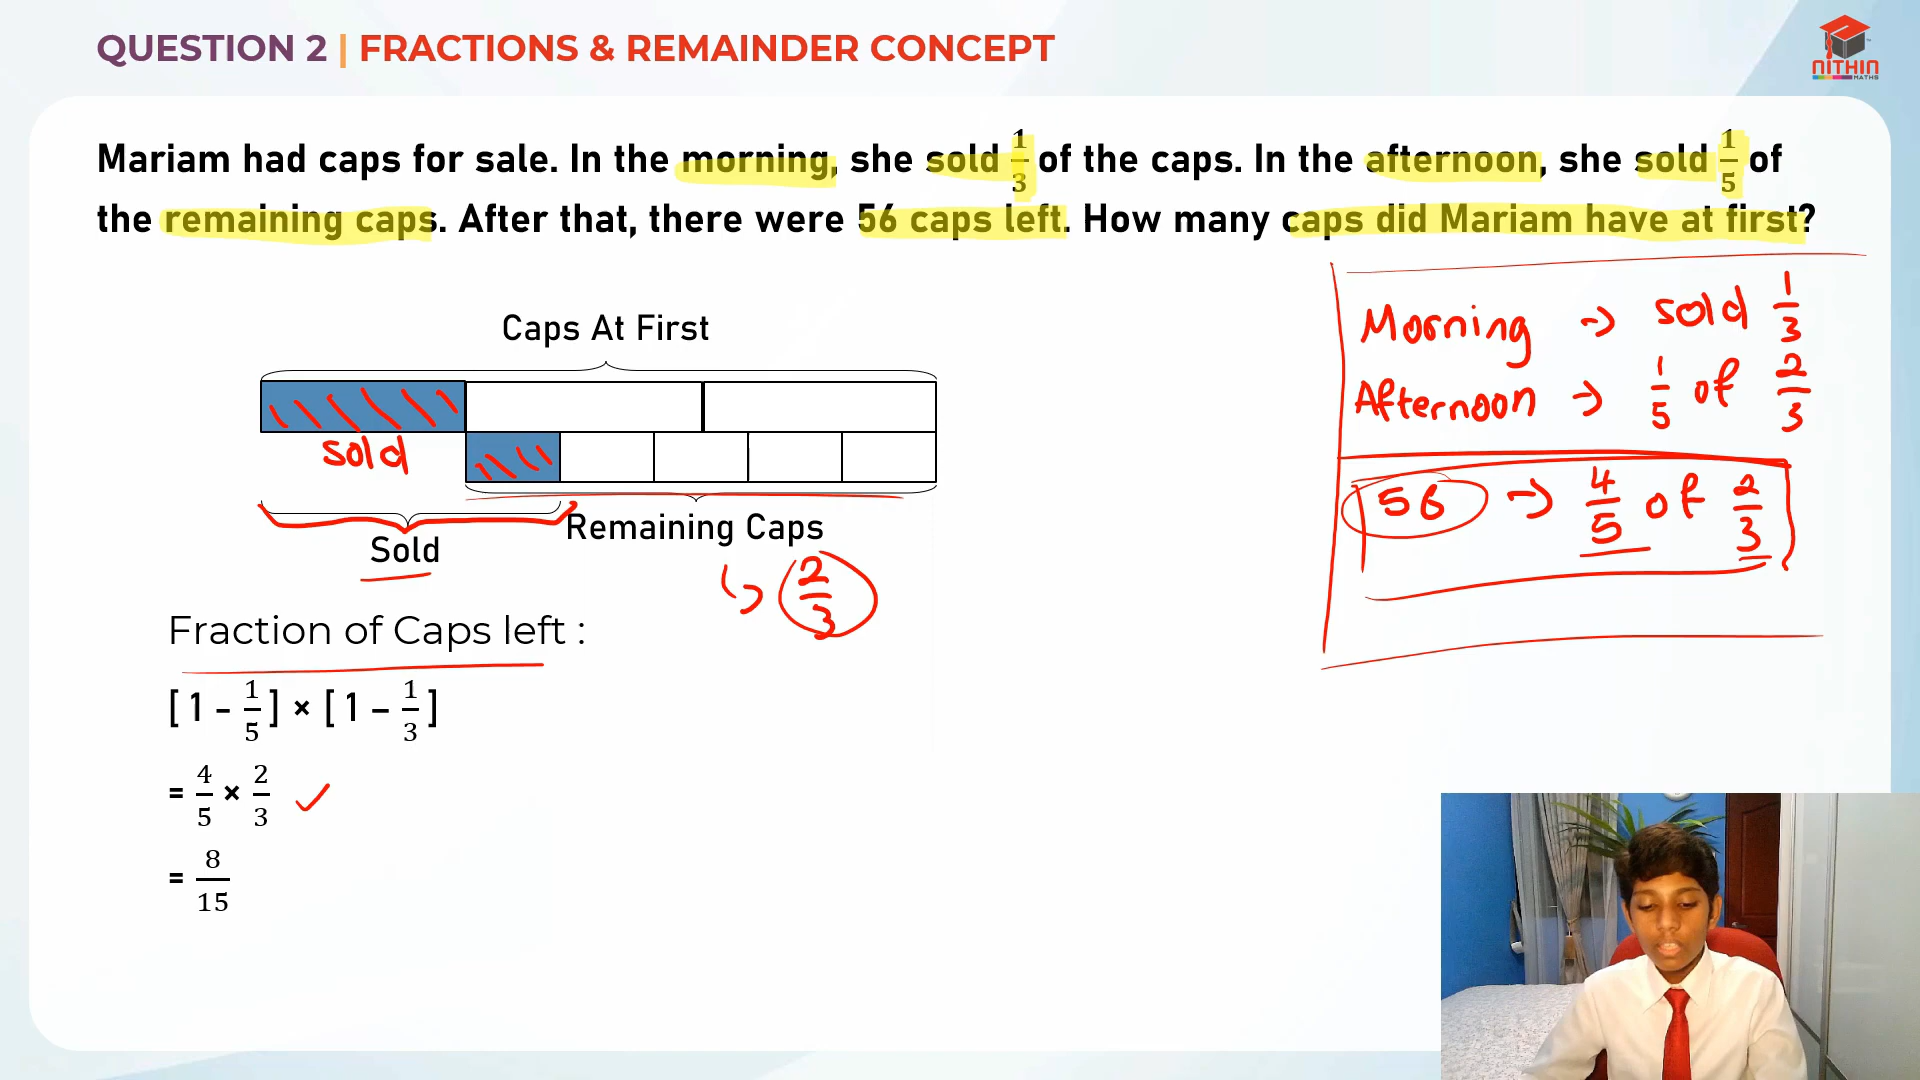 QUESTION 2 | FRACTIONS & REMAINDER CONCEPT
NITHIN
MATHS
Mariam had caps for sale. In the morning, she sold 1/3 of the caps. In the afternoon, she sold 1/5 of
the remaining caps. After that, there were 56 caps left. How many caps did Mariam have at first?
Morning → sold 1/3
Afternoon → 1/5 of 2/3
56 → 4/5 of 2/3
Caps At First
sold
Remaining Caps
Sold
2/3
Fraction of Caps left :
[ 1 - 1/5 ] × [ 1 – 1/3 ]
= 4/5 × 2/3 ✓
= 8/15